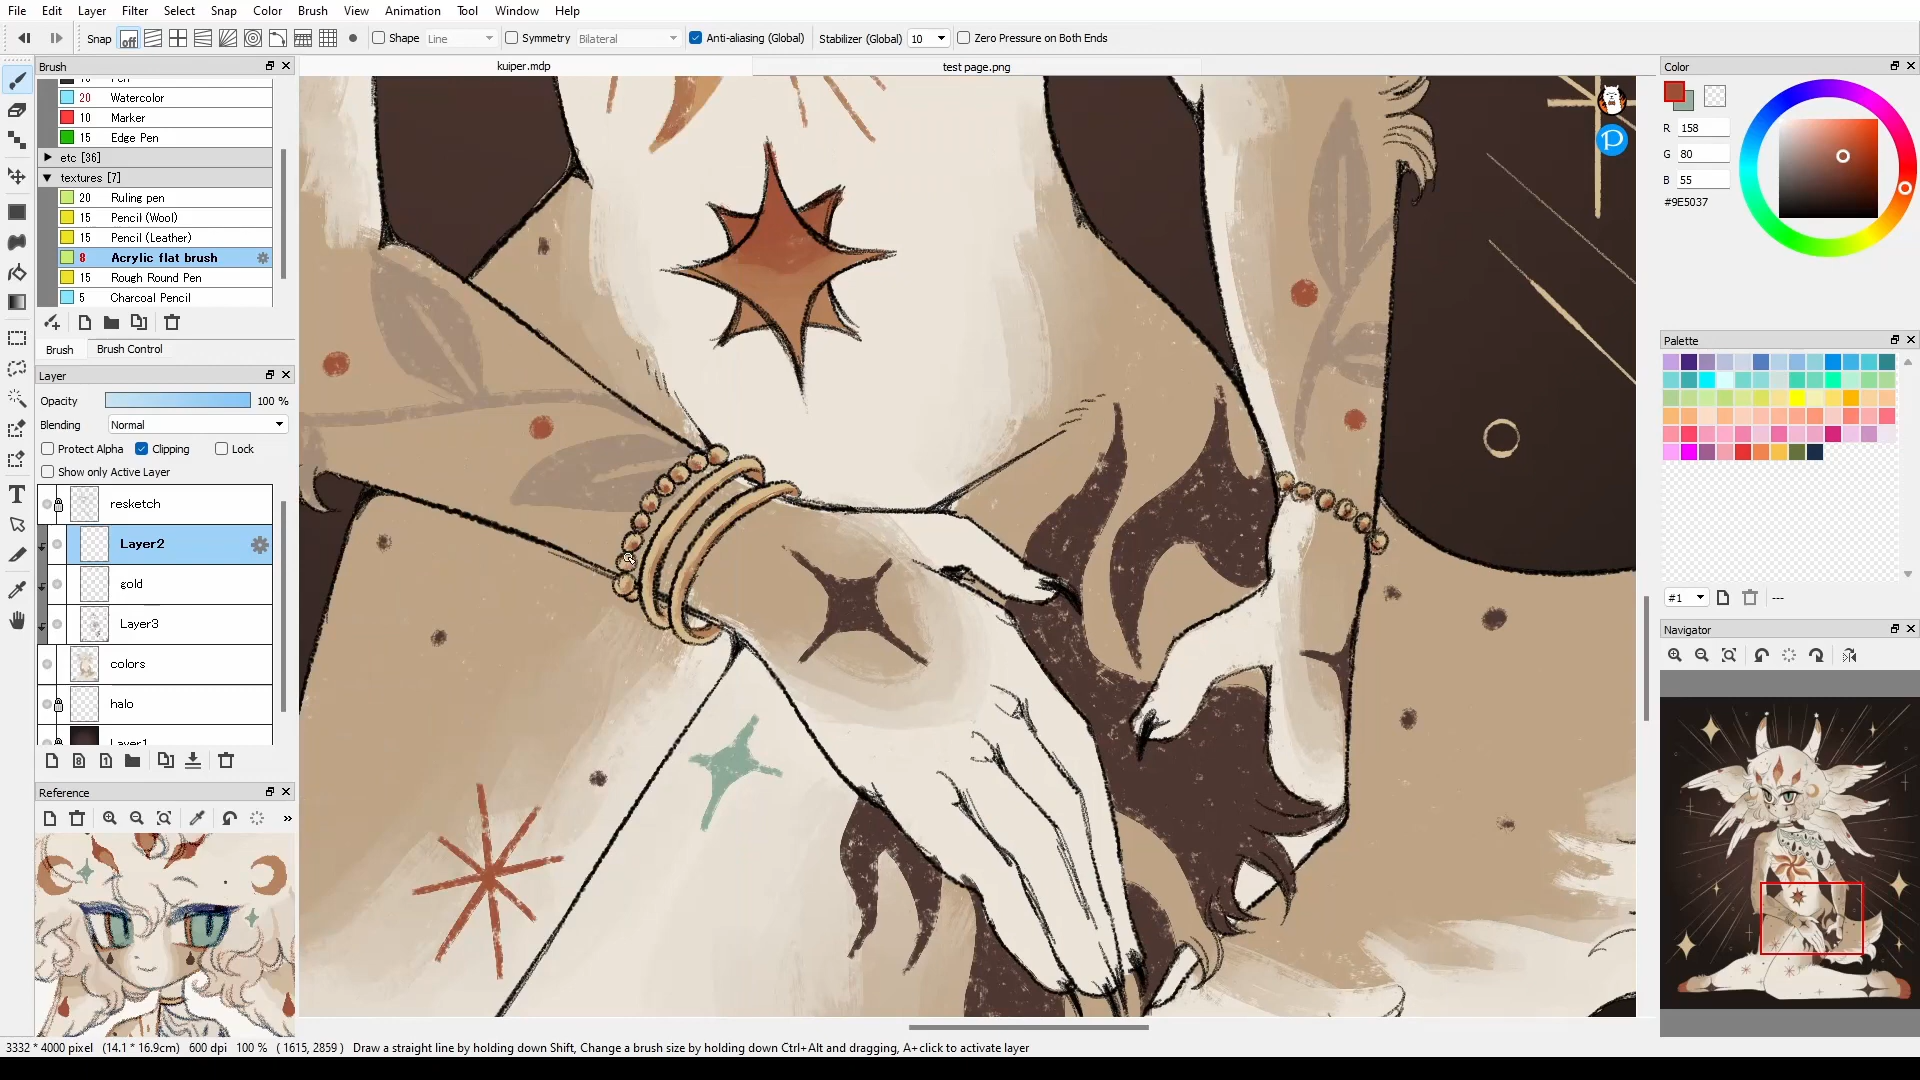 File Edit Layer Filter Select Snap Color Brush View Animation Tool Window Help
Snap off Shape Line Symmetry Bilateral Anti-aliasing (Global) Stabilizer (Global) 10 Zero Pressure on Both Ends
Brush
kuiper.mdp
test page.png
Pen
20 Watercolor
10 Marker
15 Edge Pen
etc [36]
textures [7]
20 Ruling pen
15 Pencil (Wool)
15 Pencil (Leather)
8 Acrylic flat brush
15 Rough Round Pen
5 Charcoal Pencil
Brush Brush Control
Layer
Opacity 100 %
Blending Normal
Protect Alpha Clipping Lock
Show only Active Layer
resketch
Layer2
gold
Layer3
colors
halo
Layer1
Reference
Color
R 158
G 80
B 55
#9E5037
Palette
#1 ---
Navigator
3332 * 4000 pixel (14.1 * 16.9cm) 600 dpi 100 % ( 1615, 2859 ) Draw a straight line by holding down Shift, Change a brush size by holding down Ctrl+Alt and dragging, A+click to activate layer